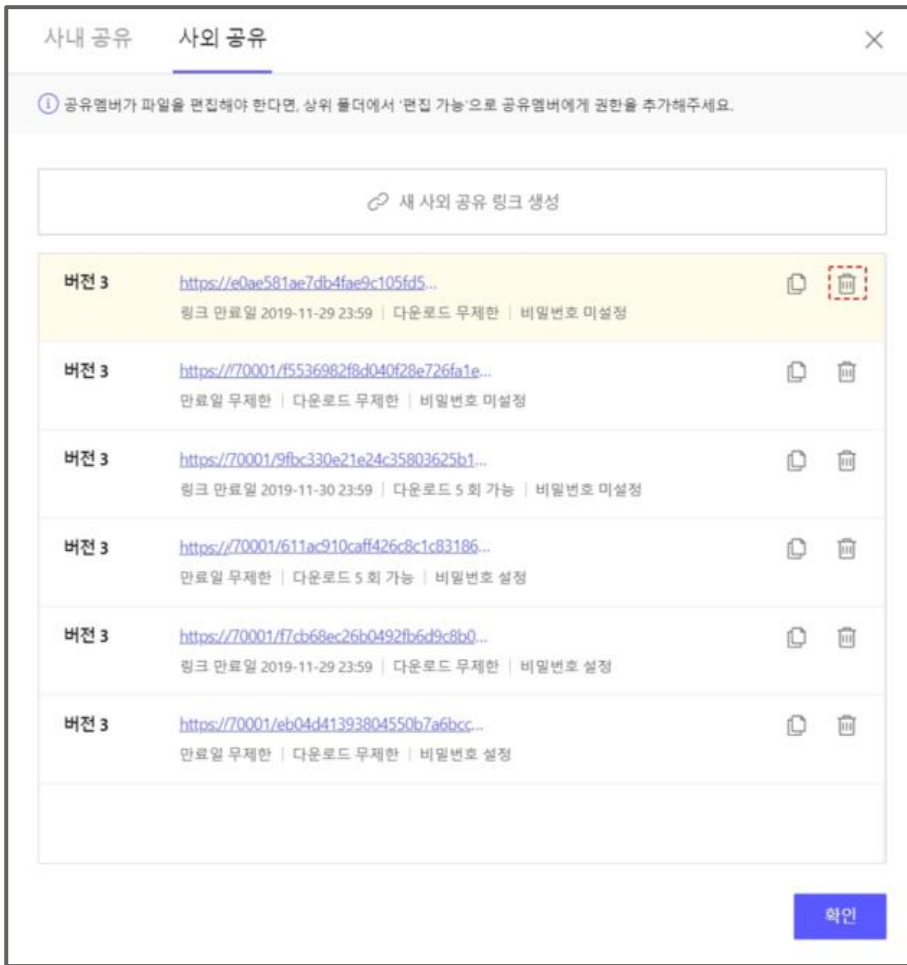 사내 공유 사외 공유
공유멤버가 파일을 편집해야 한다면, 상위 폴더에서 '편집 가능'으로 공유멤버에게 권한을 추가해주세요.
새 사외 공유 링크 생성
버전 3 https://e0ae581ae7db4fae9c105fd5...
링크 만료일 2019-11-29 23:59 | 다운로드 무제한 | 비밀번호 미설정
버전 3 https://70001/f5536982f8d040f28e726fa1e...
만료일 무제한 | 다운로드 무제한 | 비밀번호 미설정
버전 3 https://70001/9fbc330e21e24c35803625b1...
링크 만료일 2019-11-30 23:59 | 다운로드 5 회 가능 | 비밀번호 미설정
버전 3 https://70001/611ac910caff426c8c1c83186...
만료일 무제한 | 다운로드 5 회 가능 | 비밀번호 설정
버전 3 https://70001/f7cb68ec26b0492fb6d9c8b0...
링크 만료일 2019-11-29 23:59 | 다운로드 무제한 | 비밀번호 설정
버전 3 https://70001/eb04d41393804550b7a6bcc...
만료일 무제한 | 다운로드 무제한 | 비밀번호 설정
확인